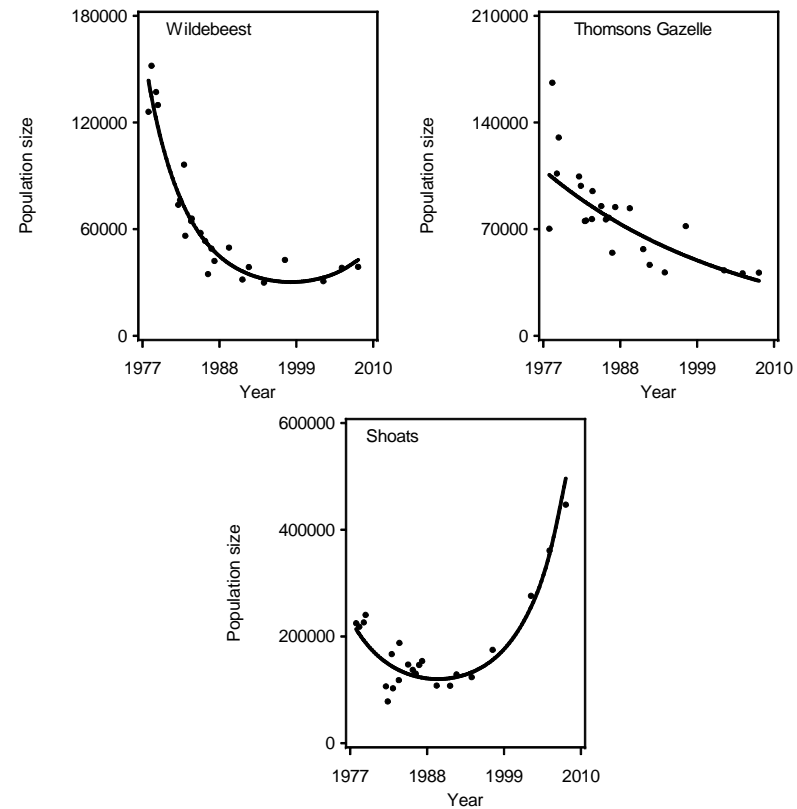 Wildebeest
180000
120000
60000
0
Population size
1977 1988 1999 2010
Year
Thomsons Gazelle
210000
140000
70000
0
Population size
1977 1988 1999 2010
Year
Shoats
600000
400000
200000
0
Population size
1977 1988 1999 2010
Year